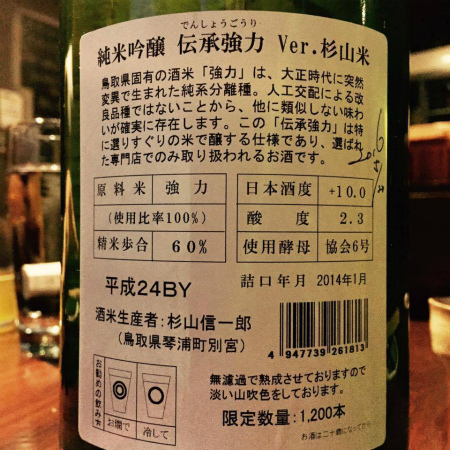 でんしょうごうり
純米吟醸 伝承強力 Ver.杉山米
鳥取県固有の酒米「強力」は、大正時代に突然
変異で生まれた純系分離種。人工交配による改
良品種ではないことから、他に類似しない味わ
いが確実に存在します。この「伝承強力」は特
に選りすぐりの米で醸する仕様であり、選ばれ
た専門店でのみ取り扱われるお酒です。
原料米 強力
(使用比率100%)
精米歩合 60%
日本酒度 +10.0
酸度 2.3
使用酵母 協会6号
平成24BY
詰口年月 2014年1月
酒米生産者:杉山信一郎
(鳥取県琴浦町別宮)
4 947739 261813
お勧めの飲み方
お燗で 冷して
無濾過で熟成させておりますので
淡い山吹色をしております。
限定数量:1,200本
お酒は二十歳になってから